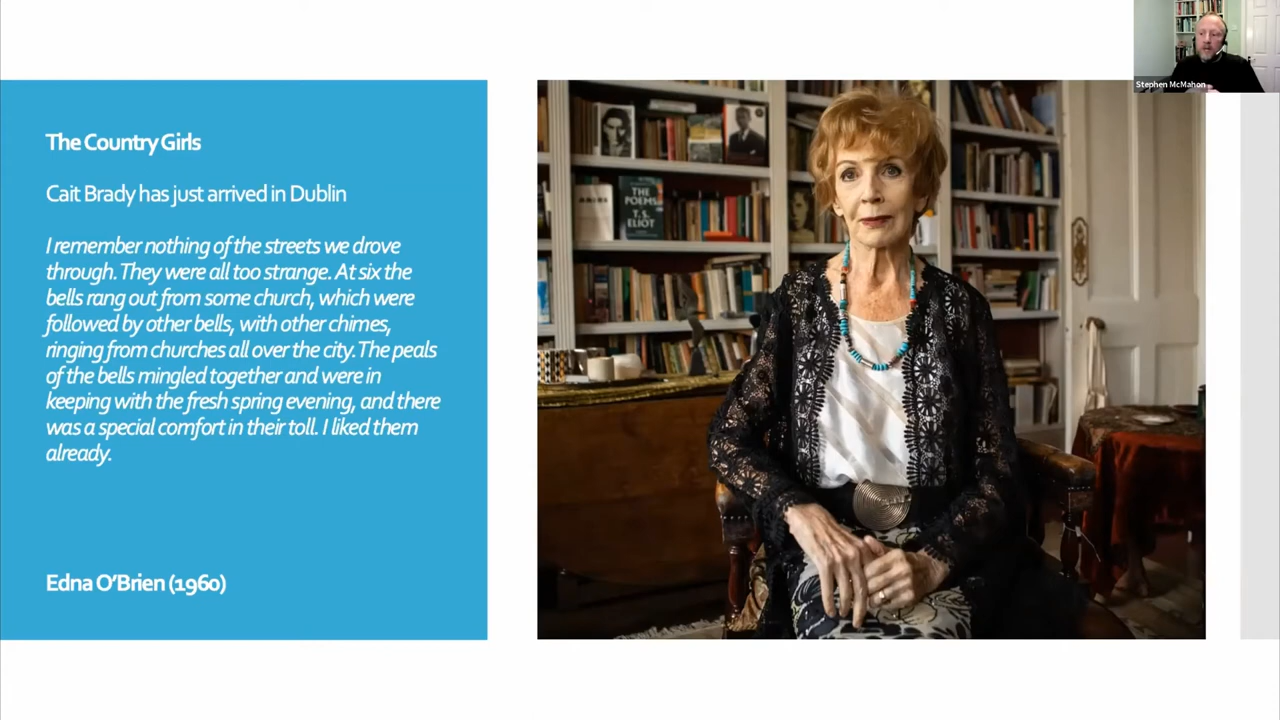 Stephen McMahon
The Country Girls
Cait Brady has just arrived in Dublin
I remember nothing of the streets we drove
through. They were all too strange. At six the
bells rang out from some church, which were
followed by other bells, with other chimes,
ringing from churches all over the city. The peals
of the bells mingled together and were in
keeping with the fresh spring evening, and there
was a special comfort in their toll. I liked them
already.
Edna O'Brien (1960)
THE
POEMS
T. S.
ELIOT